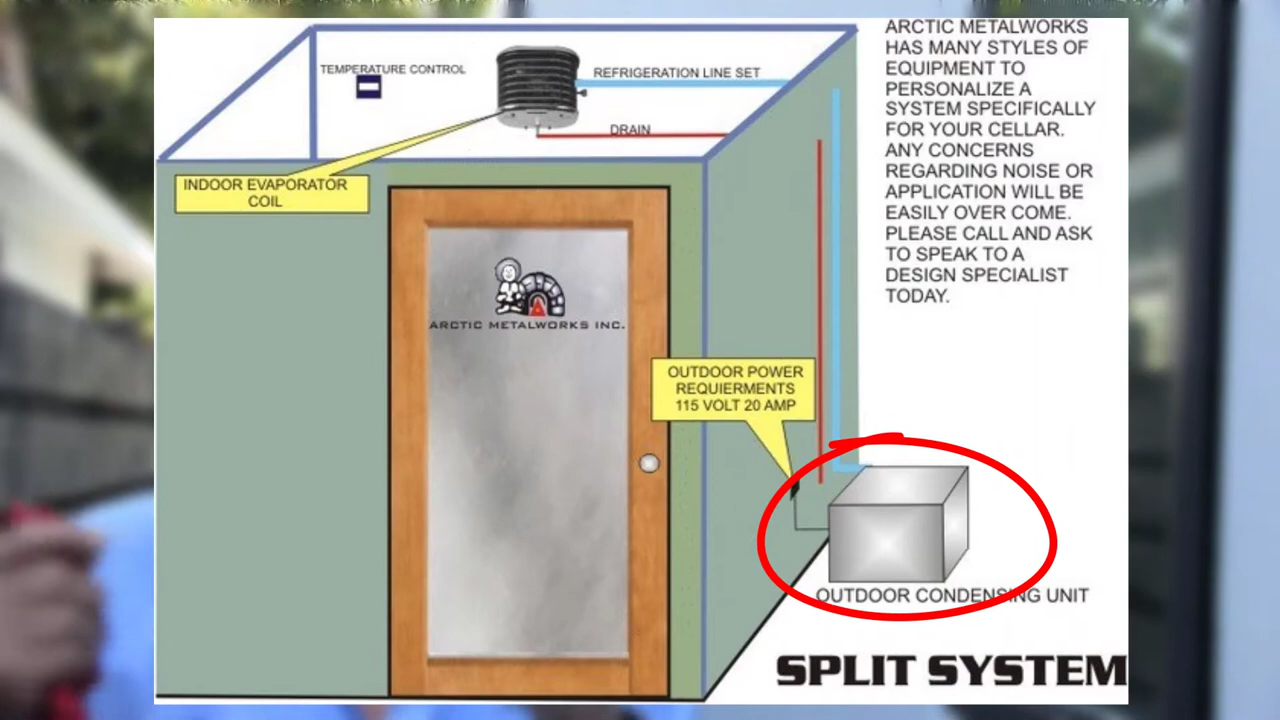 ARCTIC METALWORKS
HAS MANY STYLES OF
EQUIPMENT TO
PERSONALIZE A
SYSTEM SPECIFICALLY
FOR YOUR CELLAR.
ANY CONCERNS
REGARDING NOISE OR
APPLICATION WILL BE
EASILY OVER COME.
PLEASE CALL AND ASK
TO SPEAK TO A
DESIGN SPECIALIST
TODAY.
TEMPERATURE CONTROL
REFRIGERATION LINE SET
DRAIN
INDOOR EVAPORATOR
COIL
ARCTIC METALWORKS INC.
OUTDOOR POWER
REQUIERMENTS
115 VOLT 20 AMP
OUTDOOR CONDENSING UNIT
SPLIT SYSTEM